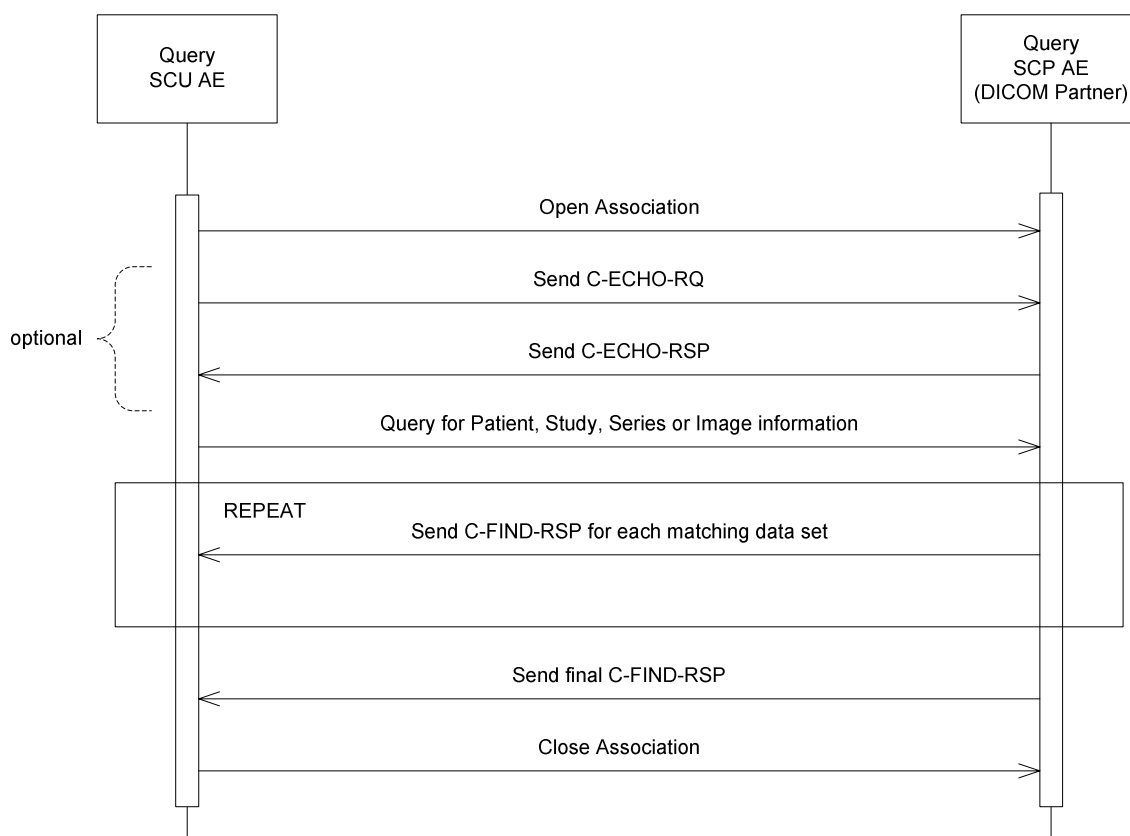 Query
SCU AE
Query
SCP AE
(DICOM Partner)
Open Association
Send C-ECHO-RQ
optional
Send C-ECHO-RSP
Query for Patient, Study, Series or Image information
REPEAT
Send C-FIND-RSP for each matching data set
Send final C-FIND-RSP
Close Association